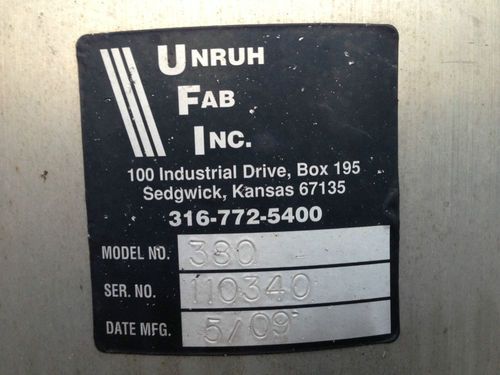 UNRUH
FAB
INC.
100 Industrial Drive, Box 195
Sedgwick, Kansas 67135
316-772-5400
MODEL NO. 380
SER. NO. 110340
DATE MFG. 5/09